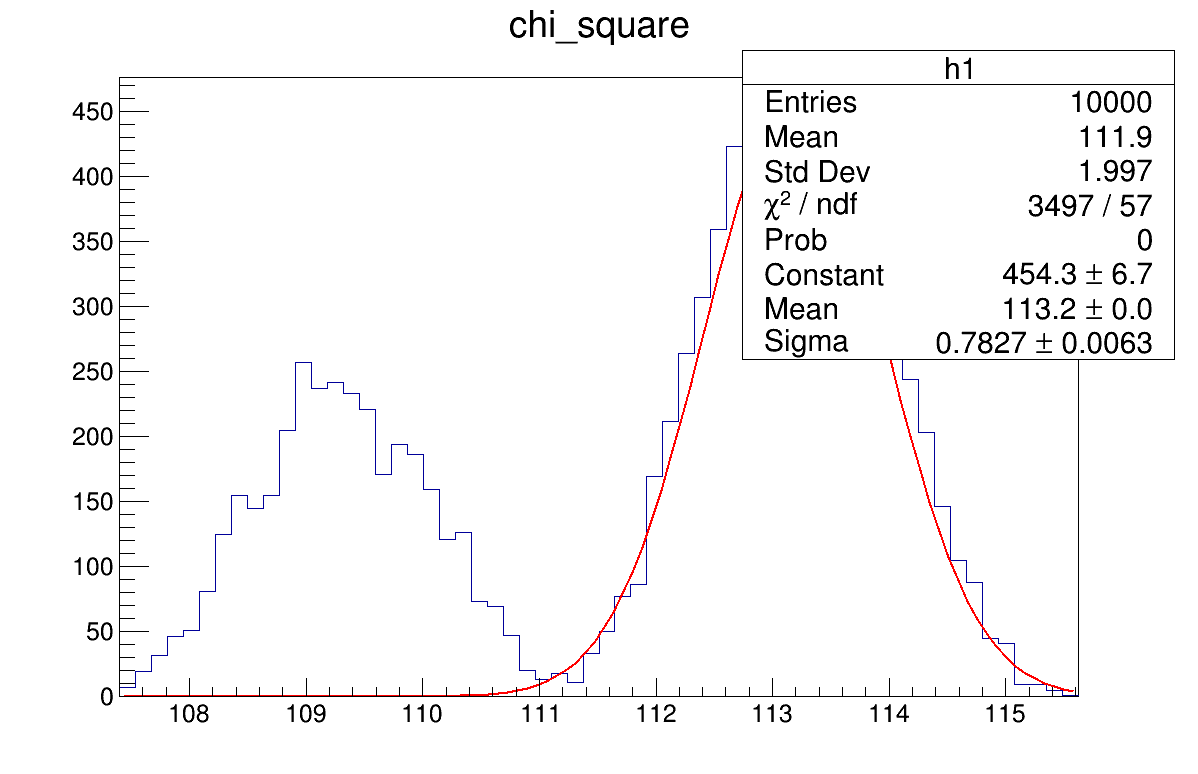 chi_square
h1
Entries 10000
Mean 111.9
Std Dev 1.997
χ² / ndf 3497 / 57
Prob 0
Constant 454.3 ± 6.7
Mean 113.2 ± 0.0
Sigma 0.7827 ± 0.0063
450
400
350
300
250
200
150
100
50
0
108 109 110 111 112 113 114 115